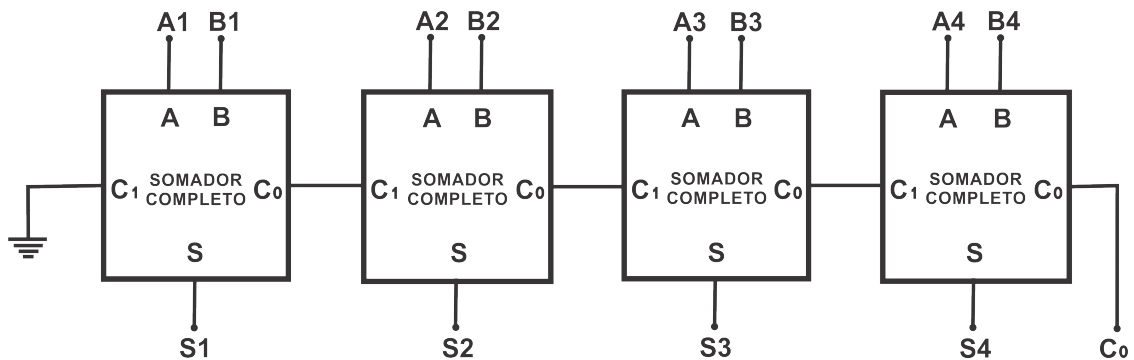 A1 B1 A2 B2 A3 B3 A4 B4
A B A B A B A B
C1 SOMADOR COMPLETO C0 C1 SOMADOR COMPLETO C0 C1 SOMADOR COMPLETO C0 C1 SOMADOR COMPLETO C0
S S S S
S1 S2 S3 S4 C0